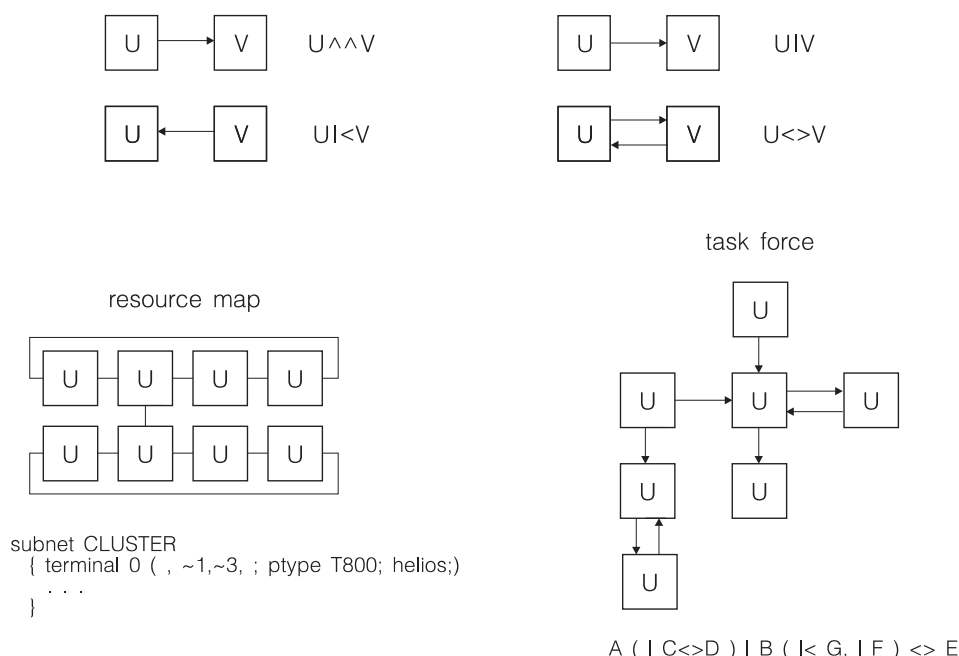 U V U^^V
U V UIV
U V UI<V
U V U<>V
task force
resource map
U
U U U U
U U U
U U U U
U U
U
subnet CLUSTER
{ terminal 0 ( , ~1,~3, ; ptype T800; helios;)
. . .
}
A ( I C<>D ) I B ( I< G, I F ) <> E